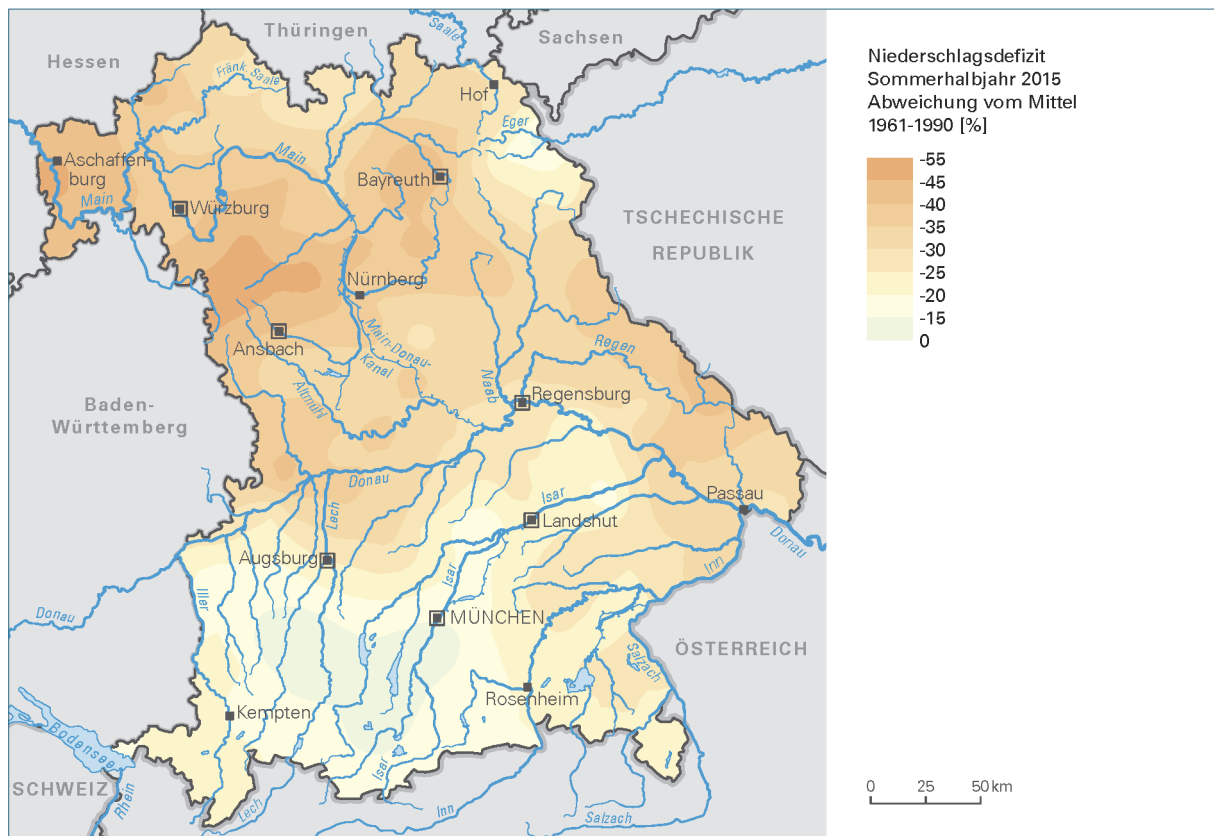 Thüringen
Saale
Sachsen
Hessen
Fränk. Saale
Hof
Eger
Aschaffen-
burg
Main
Bayreuth
Main
Würzburg
TSCHECHISCHE
REPUBLIK
Nürnberg
Main-Donau-
Kanal
Ansbach
Altmühl
Regen
Naab
Regensburg
Baden-
Württemberg
Donau
Lech
Isar
Landshut
Passau
Donau
Augsburg
Isar
Inn
Iller
MÜNCHEN
Donau
ÖSTERREICH
Salzach
Rosenheim
Kempten
Bodensee
Isar
SCHWEIZ
Rhein
Lech
Inn
Salzach
Niederschlagsdefizit
Sommerhalbjahr 2015
Abweichung vom Mittel
1961-1990 [%]
-55
-45
-40
-35
-30
-25
-20
-15
0
0 25 50 km